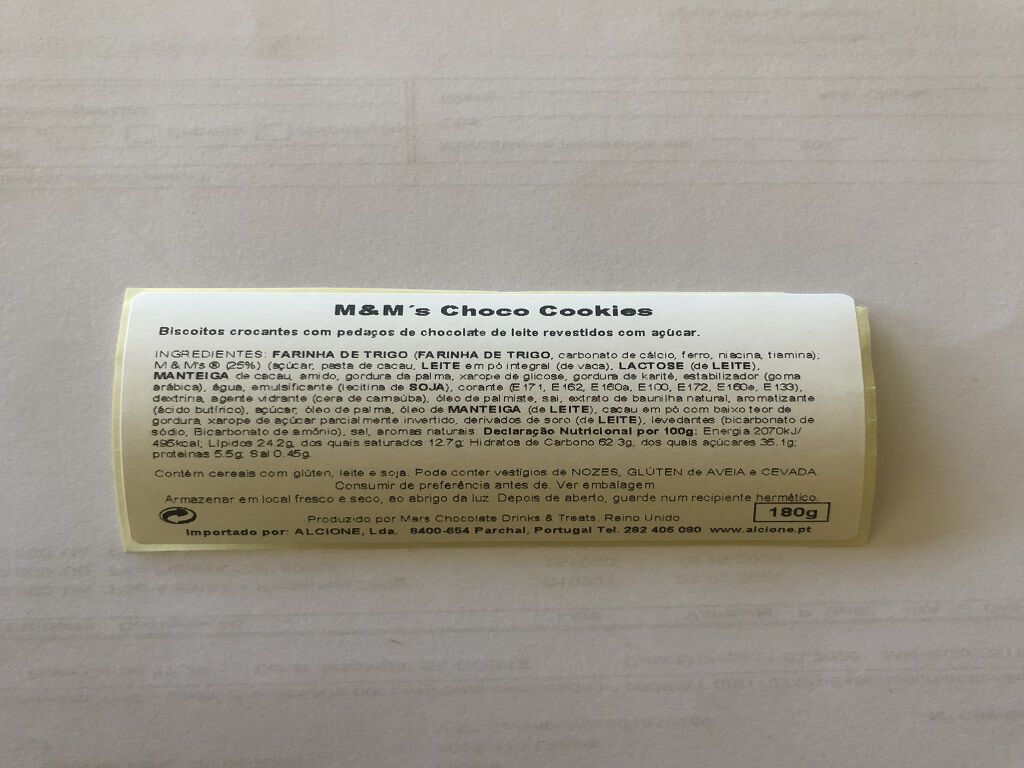 M&M´s Choco Cookies
Biscoitos crocantes com pedaços de chocolate de leite revestidos com açúcar.
INGREDIENTES: FARINHA DE TRIGO (FARINHA DE TRIGO, carbonato de cálcio, ferro, niacina, tiamina);
M & M's ® (25%) (açúcar, pasta de cacau, LEITE em pó integral (de vaca), LACTOSE (de LEITE),
MANTEIGA de cacau, amido, gordura da palma, xarope de glicose, gordura de karité, estabilizador (goma
arábica), água, emulsificante (lecitina de SOJA), corante (E171, E162, E160a, E100, E172, E160e, E133),
dextrina, agente vidrante (cera de carnaúba), óleo de palmiste, sal, extrato de baunilha natural, aromatizante
(ácido butírico), açúcar, óleo de palma, óleo de MANTEIGA (de LEITE), cacau em pó com baixo teor de
gordura, xarope de açúcar parcialmente invertido, derivados de soro (de LEITE), levedantes (bicarbonato de
sódio, Bicarbonato de amônio), sal, aromas naturais. Declaração Nutricional por 100g: Energia 2070kJ/
495kcal; Lípidos 24.2g, dos quais saturados 12.7g; Hidratos de Carbono 62.3g, dos quais açúcares 35.1g;
proteinas 5.5g; Sal 0.45g.
Contém cereais com glúten, leite e soja. Pode conter vestígios de NOZES, GLÚTEN de AVEIA e CEVADA.
Consumir de preferência antes de: Ver embalagem
Armazenar em local fresco e seco, ao abrigo da luz. Depois de aberto, guarde num recipiente hermético.
Produzido por Mars Chocolate Drinks & Treats, Reino Unido
180g
Importado por: ALCIONE, Lda. 8400-654 Parchal, Portugal Tel. 282 405 080 www.alcione.pt